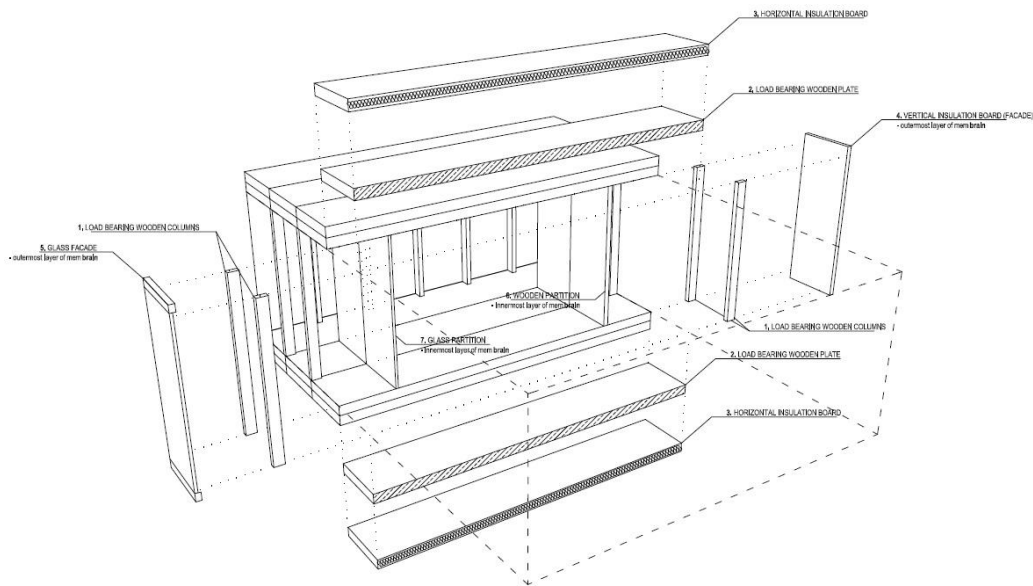 3. HORIZONTAL INSULATION BOARD
2. LOAD BEARING WOODEN PLATE
4. VERTICAL INSULATION BOARD (FACADE)
- outermost layer of mem brain
1. LOAD BEARING WOODEN COLUMNS
5. GLASS FACADE
- outermost layer of mem brain
6. WOODEN PARTITION
- Innermost layer of mem brain
1. LOAD BEARING WOODEN COLUMNS
7. GLASS PARTITION
- Innermost layer of mem brain
2. LOAD BEARING WOODEN PLATE
3. HORIZONTAL INSULATION BOARD